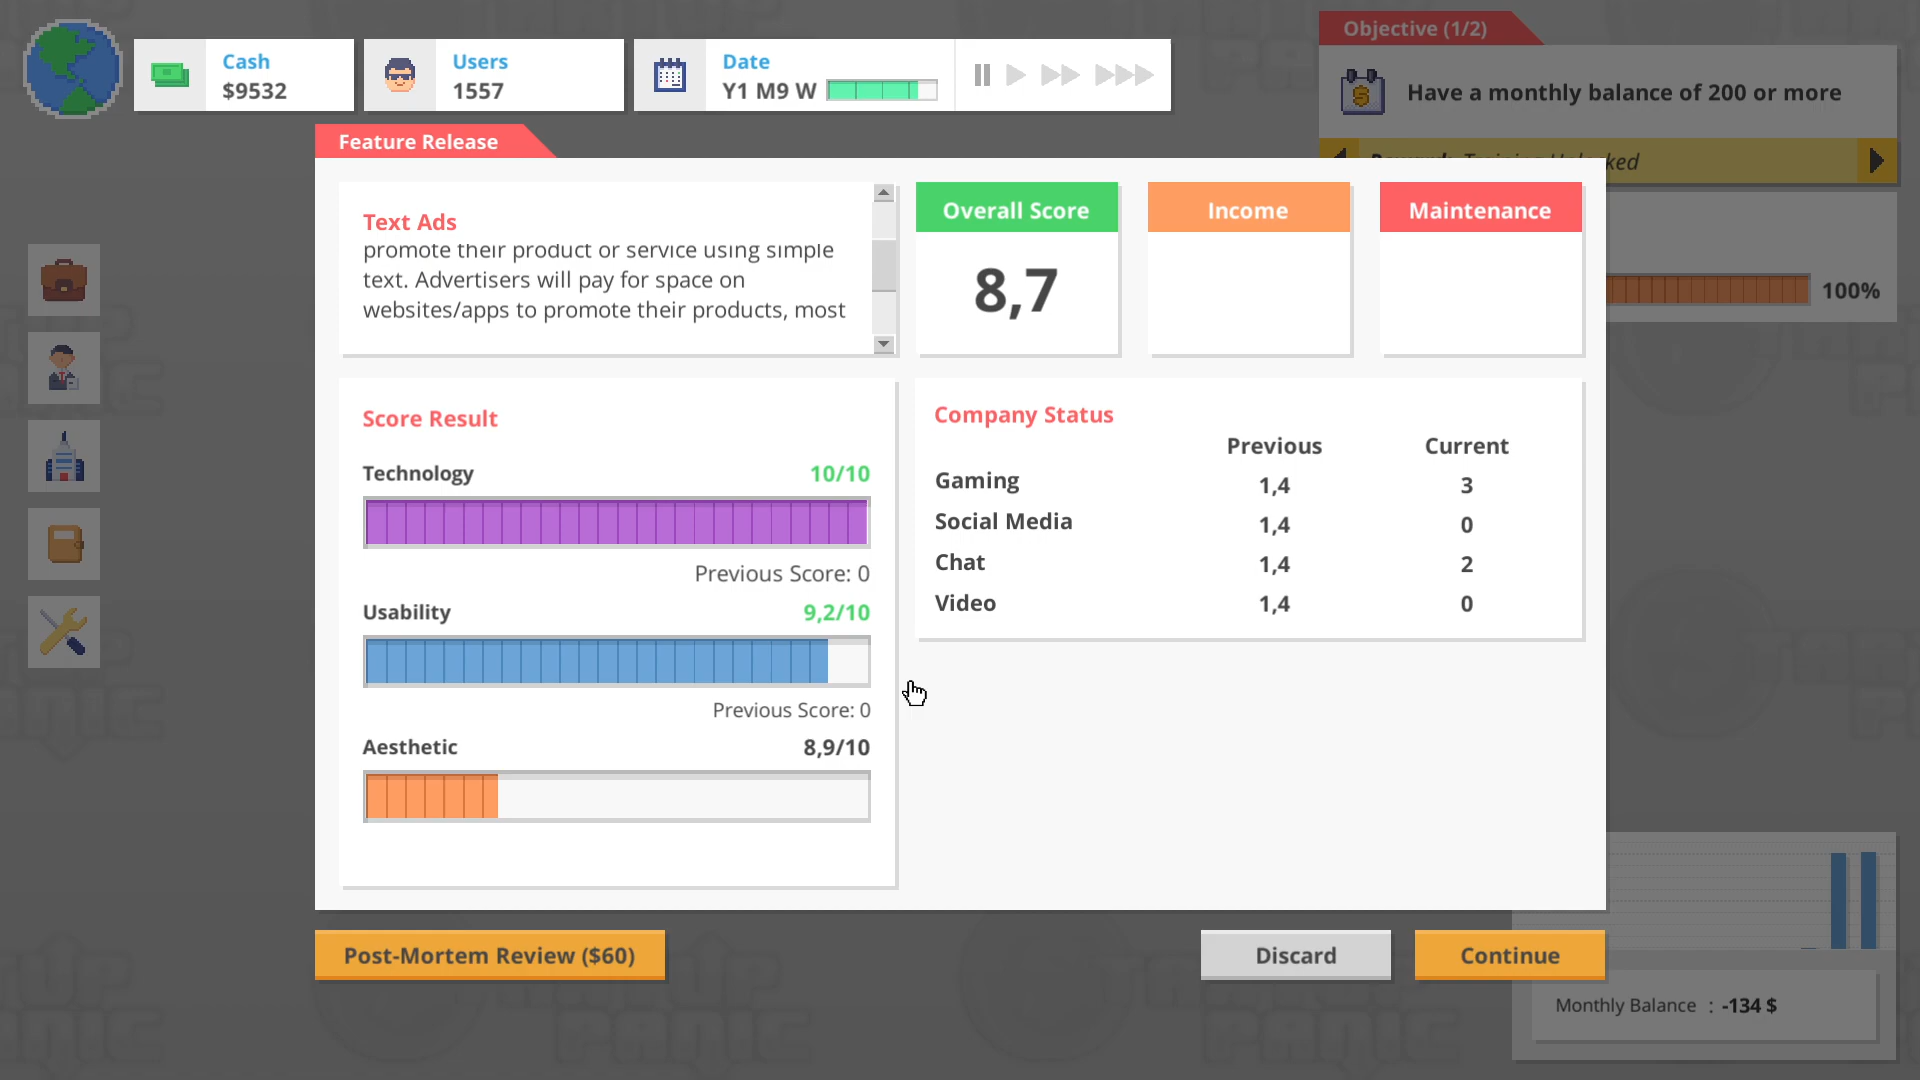 Cash
$9532
Users
1557
Date
Y1 M9 W
Objective (1/2)
Have a monthly balance of 200 or more
Feature Release
Text Ads
promote their product or service using simple
text. Advertisers will pay for space on
websites/apps to promote their products, most
Overall Score
8,7
Income
Maintenance
100%
Score Result
Technology 10/10
Previous Score: 0
Usability 9,2/10
Previous Score: 0
Aesthetic 8,9/10
Company Status
Previous Current
Gaming 1,4 3
Social Media 1,4 0
Chat 1,4 2
Video 1,4 0
Post-Mortem Review ($60)
Discard
Continue
Monthly Balance : -134 $